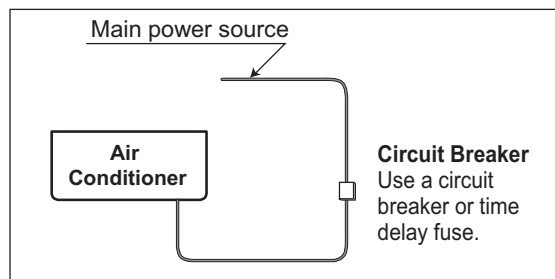 Main power source
Air
Conditioner
Circuit Breaker
Use a circuit
breaker or time
delay fuse.